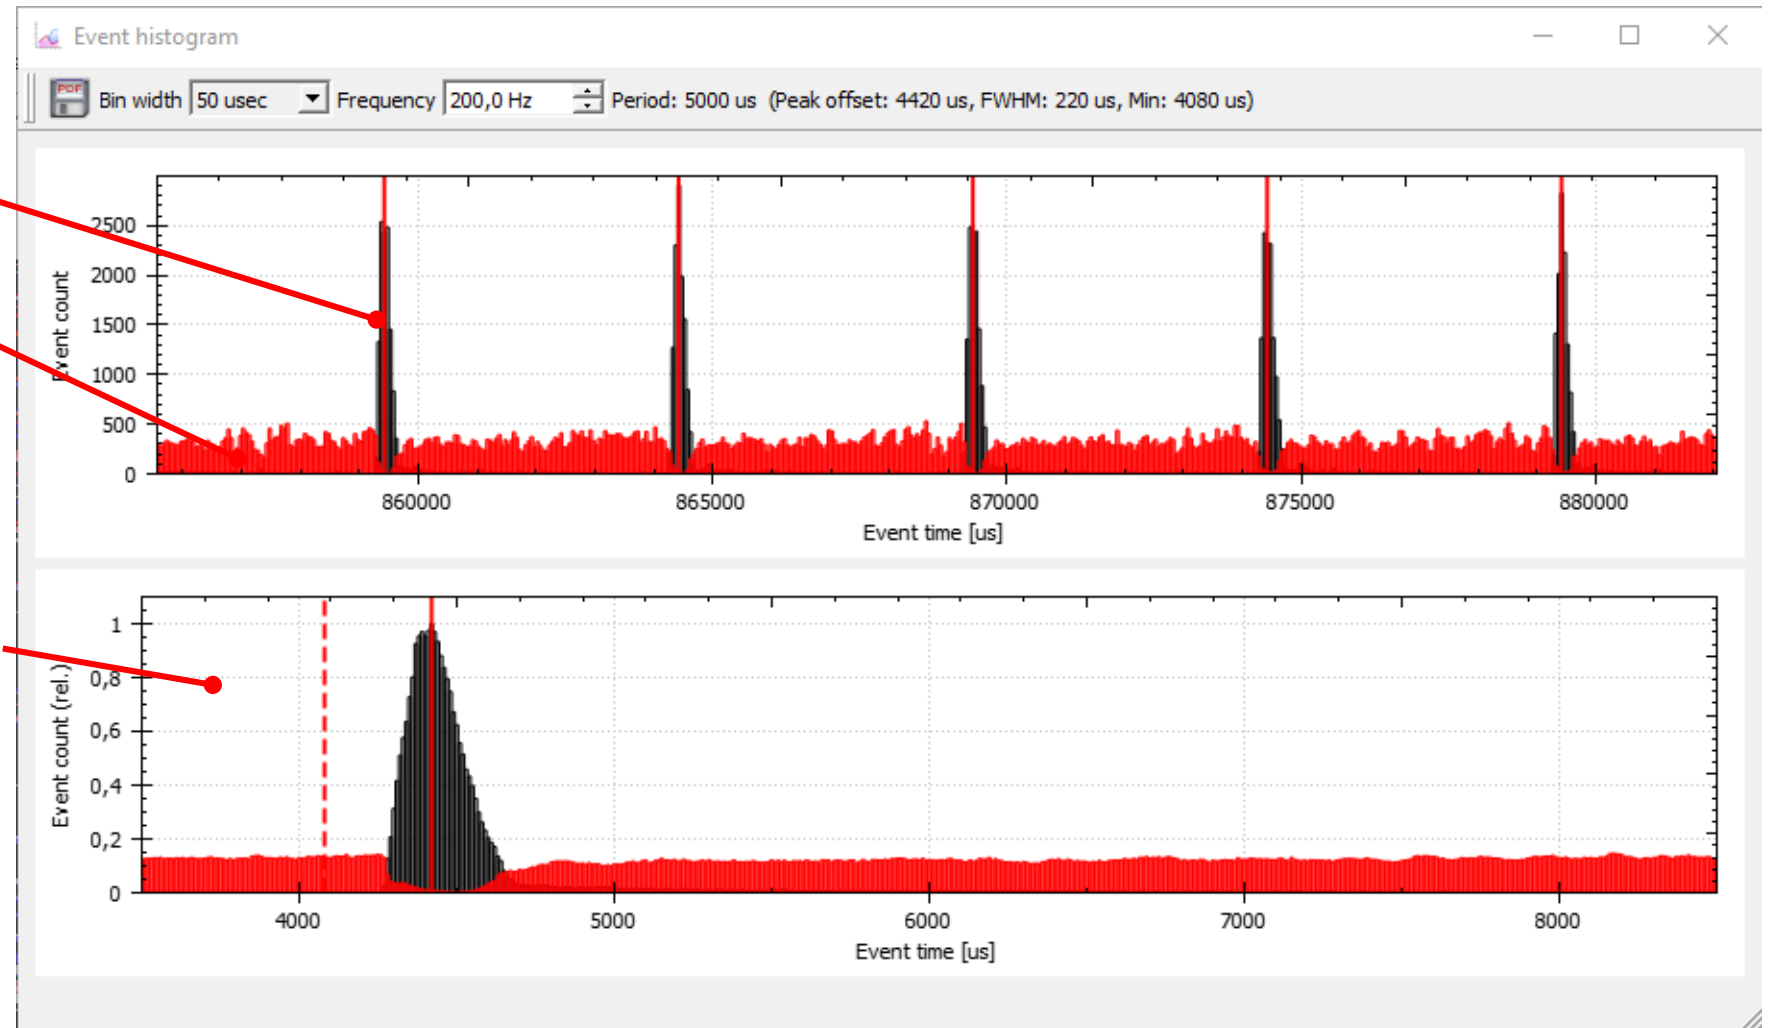 Event histogram
PDF
Bin width 50 usec Frequency 200,0 Hz Period: 5000 us (Peak offset: 4420 us, FWHM: 220 us, Min: 4080 us)
Event count
2500
2000
1500
1000
500
0
860000 865000 870000 875000 880000
Event time [us]
Event count (rel.)
1
0,8
0,6
0,4
0,2
0
4000 5000 6000 7000 8000
Event time [us]